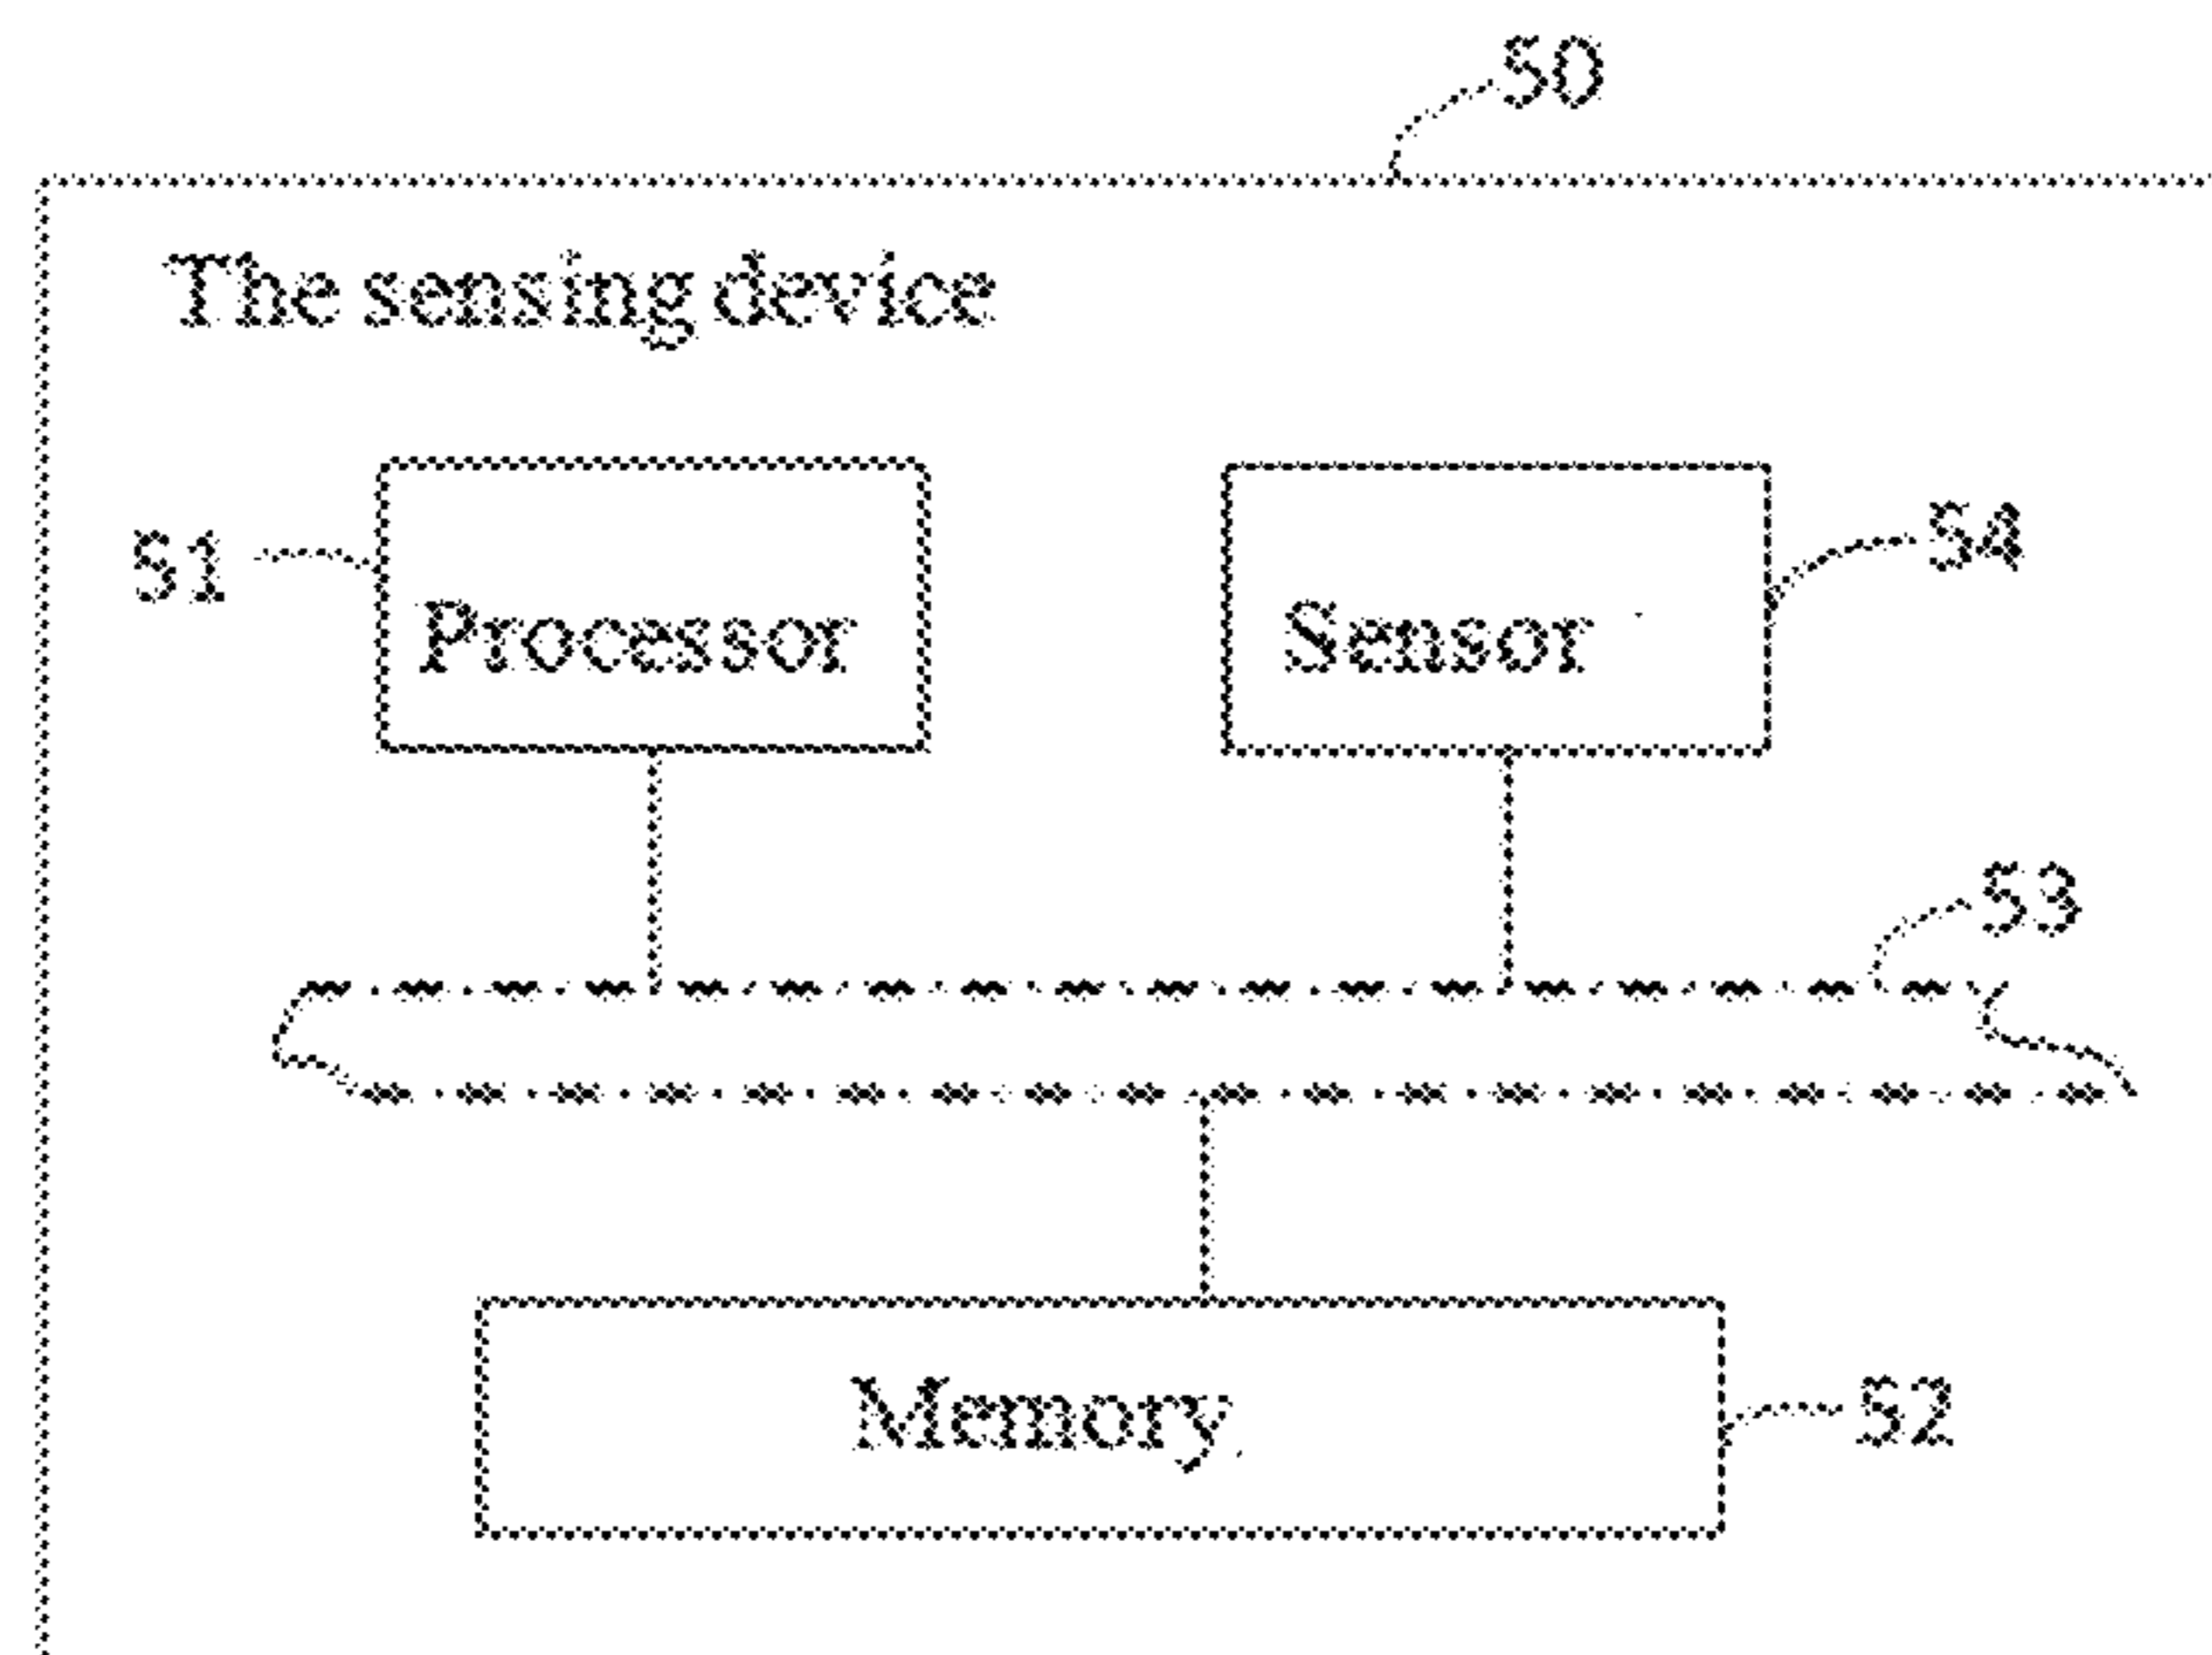 50
The sensing device
51
Processor
Sensor
54
53
Memory
52